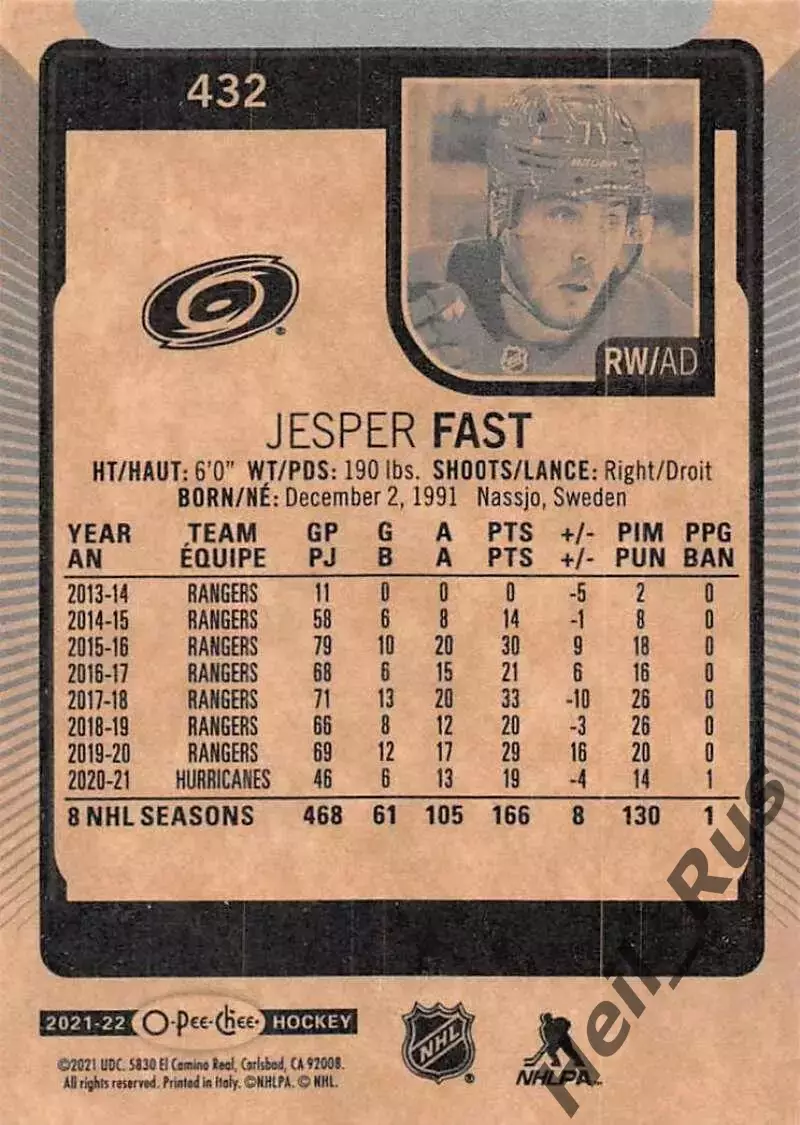 432
71
RW/AD
JESPER FAST
HT/HAUT: 6'0" WT/PDS: 190 lbs. SHOOTS/LANCE: Right/Droit
BORN/NÉ: December 2, 1991 Nassjo, Sweden
YEAR TEAM GP G A PTS +/- PIM PPG
AN ÉQUIPE PJ B A PTS +/- PUN BAN
2013-14 RANGERS 11 0 0 0 -5 2 0
2014-15 RANGERS 58 6 8 14 -1 8 0
2015-16 RANGERS 79 10 20 30 9 18 0
2016-17 RANGERS 68 6 15 21 6 16 0
2017-18 RANGERS 71 13 20 33 -10 26 0
2018-19 RANGERS 66 8 12 20 -3 26 0
2019-20 RANGERS 69 12 17 29 16 20 0
2020-21 HURRICANES 46 6 13 19 -4 14 1
8 NHL SEASONS 468 61 105 166 8 130 1
2021-22 O-Pee-Chee HOCKEY
NHL
NHLPA
©2021 UDC. 5830 El Camino Real, Carlsbad, CA 92008.
All rights reserved. Printed in Italy. ©NHLPA. © NHL.
Heil_Rus